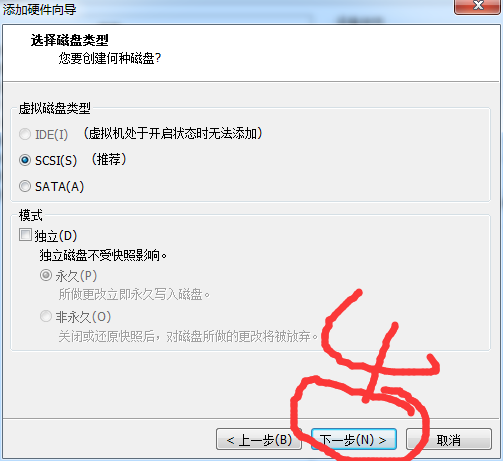 添加硬件向导
选择磁盘类型
您要创建何种磁盘?
虚拟磁盘类型
IDE(I) (虚拟机处于开启状态时无法添加)
SCSI(S) (推荐)
SATA(A)
模式
独立(D)
独立磁盘不受快照影响。
永久(P)
所做更改立即永久写入磁盘。
非永久(O)
关闭或还原快照后，对磁盘所做的更改将被放弃。
< 上一步(B) 下一步(N) > 取消